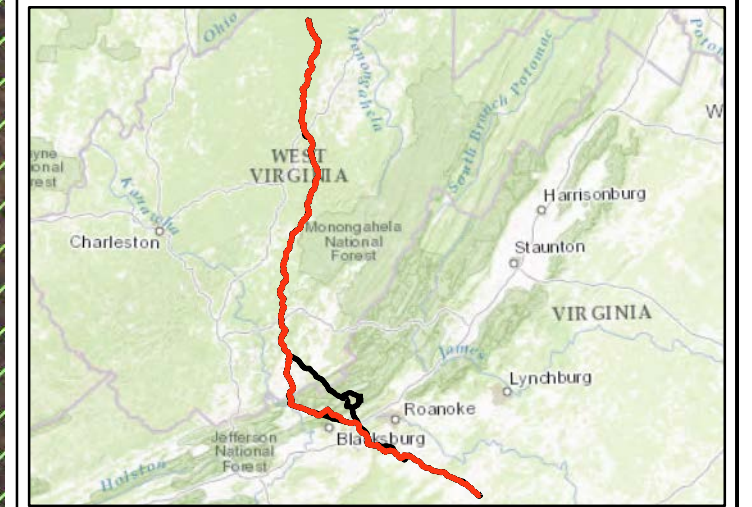 Ohio
Monongahela
South Branch Potomac
W
WEST
VIRGINIA
Kanawha
Harrisonburg
Charleston
Monongahela
National
Forest
Staunton
VIRGINIA
James
Lynchburg
Roanoke
Blacksburg
Jefferson
National
Forest
Holston